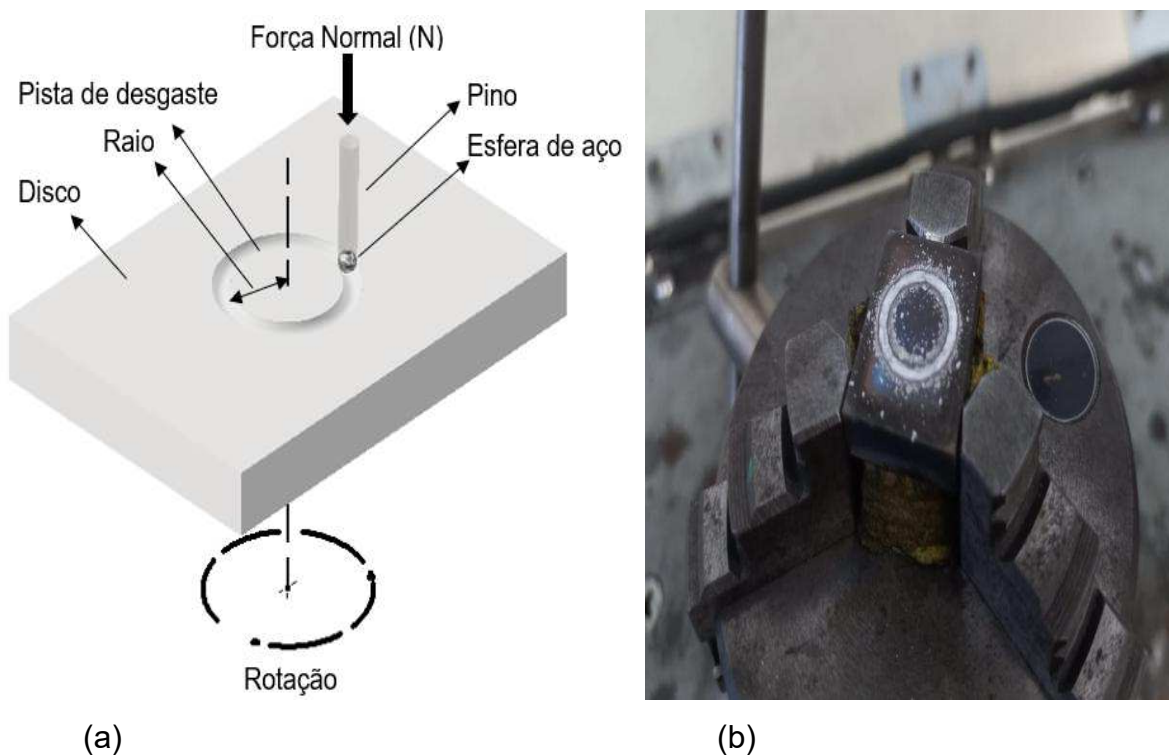 Força Normal (N)
Pista de desgaste
Pino
Raio
Esfera de aço
Disco
Rotação
(a)
(b)